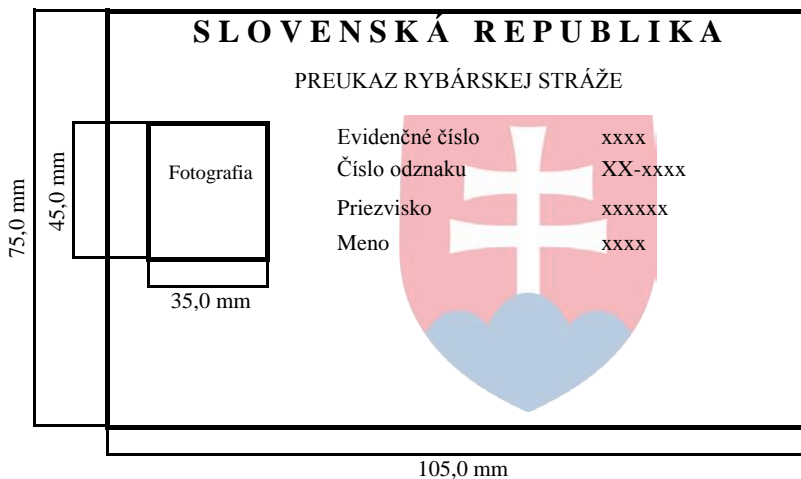 SLOVENSKÁ REPUBLIKA
PREUKAZ RYBÁRSKEJ STRÁŽE
Evidenčné číslo xxxx
Fotografia
Číslo odznaku XX-xxxx
Priezvisko xxxxxx
Meno xxxx
75,0 mm
45,0 mm
35,0 mm
105,0 mm